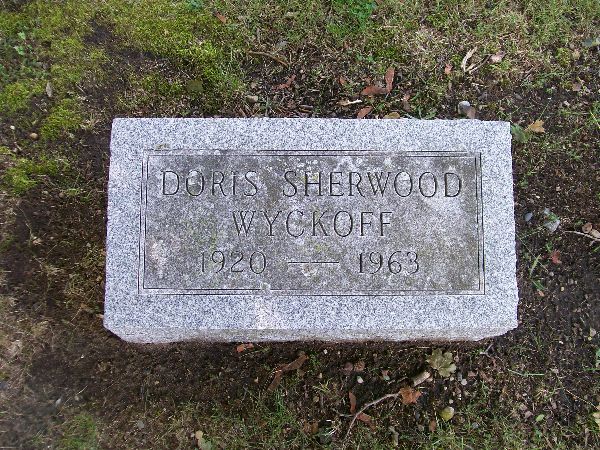 DORIS SHERWOOD
WYCKOFF
1920 — 1963